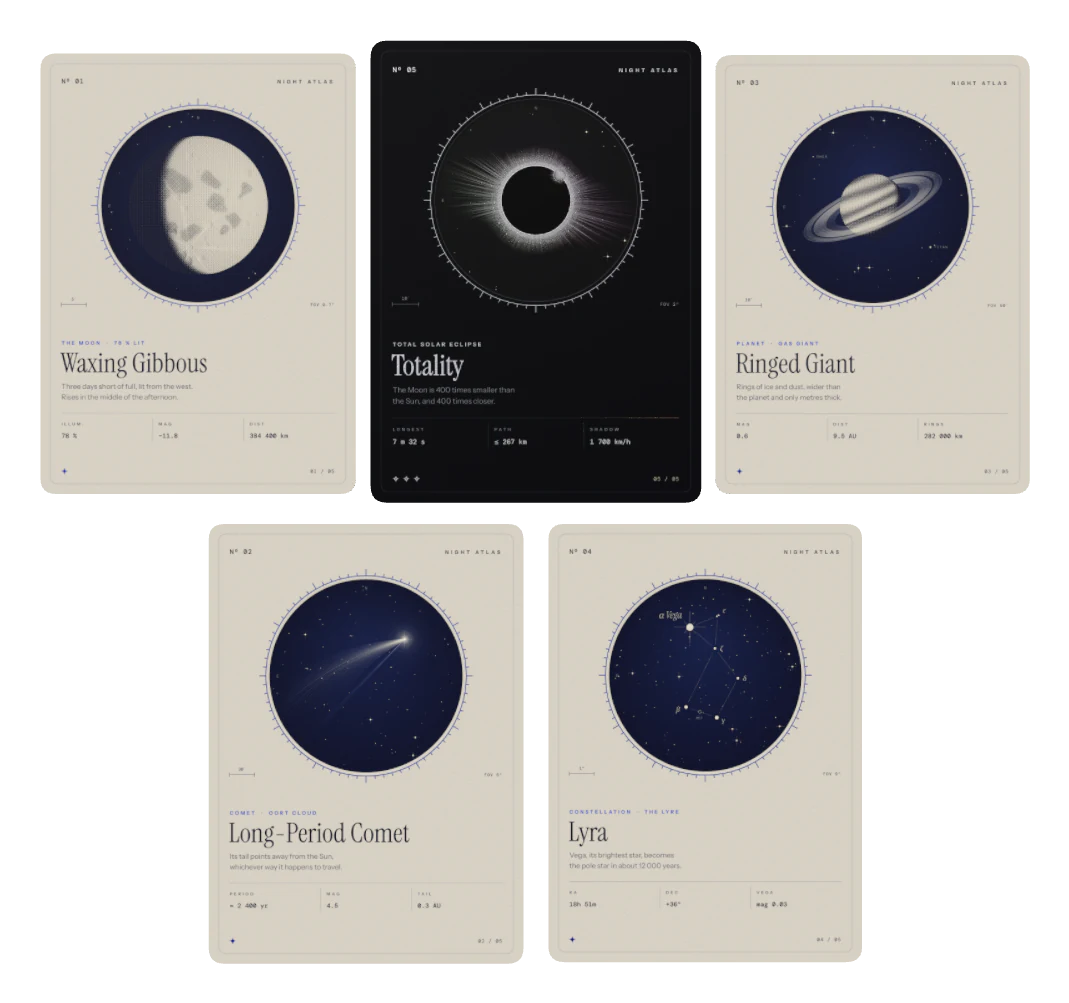 Nº 01
NIGHT ATLAS
THE MOON · 78 % LIT
Waxing Gibbous
Three days short of full, lit from the west.
Rises in the middle of the afternoon.
ILLUM. MAG DIST
78 % −11.8 384 400 km
01 / 05
Nº 05
NIGHT ATLAS
10'
FOV 3°
TOTAL SOLAR ECLIPSE
Totality
The Moon is 400 times smaller than
the Sun, and 400 times closer.
LONGEST PATH SHADOW
7 m 32 s ≤ 267 km 1 700 km/h
05 / 05
Nº 03
NIGHT ATLAS
PLANET · GAS GIANT
Ringed Giant
Rings of ice and dust, wider than
the planet and only metres thick.
MAG DIST RINGS
0.6 9.5 AU 282 000 km
03 / 05
Nº 02
NIGHT ATLAS
COMET · OORT CLOUD
Long-Period Comet
Its tail points away from the Sun,
whichever way it happens to travel.
PERIOD MAG TAIL
≈ 2 400 yr 4.5 0.3 AU
02 / 05
Nº 04
NIGHT ATLAS
α Vega
ε
ζ
δ
β
γ
CONSTELLATION · THE LYRE
Lyra
Vega, its brightest star, becomes
the pole star in about 12 000 years.
RA DEC VEGA
18h 51m +36° mag 0.03
04 / 05